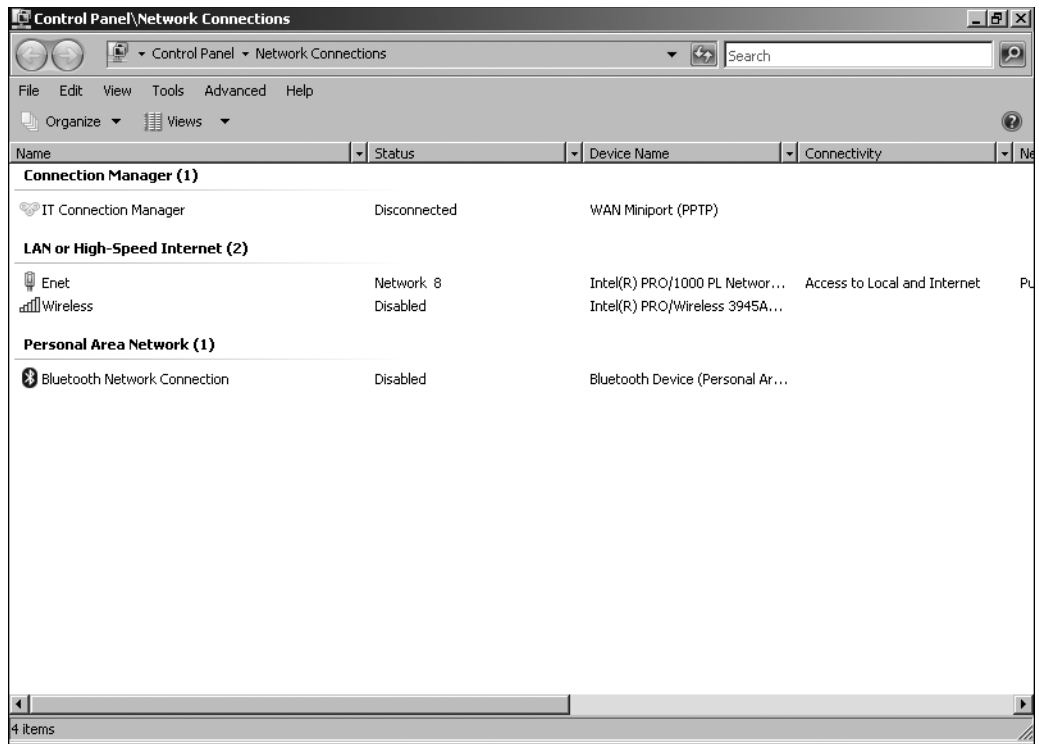 Control Panel\Network Connections
Control Panel Network Connections Search
File Edit View Tools Advanced Help
Organize Views
Name Status Device Name Connectivity Ne
Connection Manager (1)
IT Connection Manager Disconnected WAN Miniport (PPTP)
LAN or High-Speed Internet (2)
Enet Network 8 Intel(R) PRO/1000 PL Networ... Access to Local and Internet Pu
Wireless Disabled Intel(R) PRO/Wireless 3945A...
Personal Area Network (1)
Bluetooth Network Connection Disabled Bluetooth Device (Personal Ar...
4 items